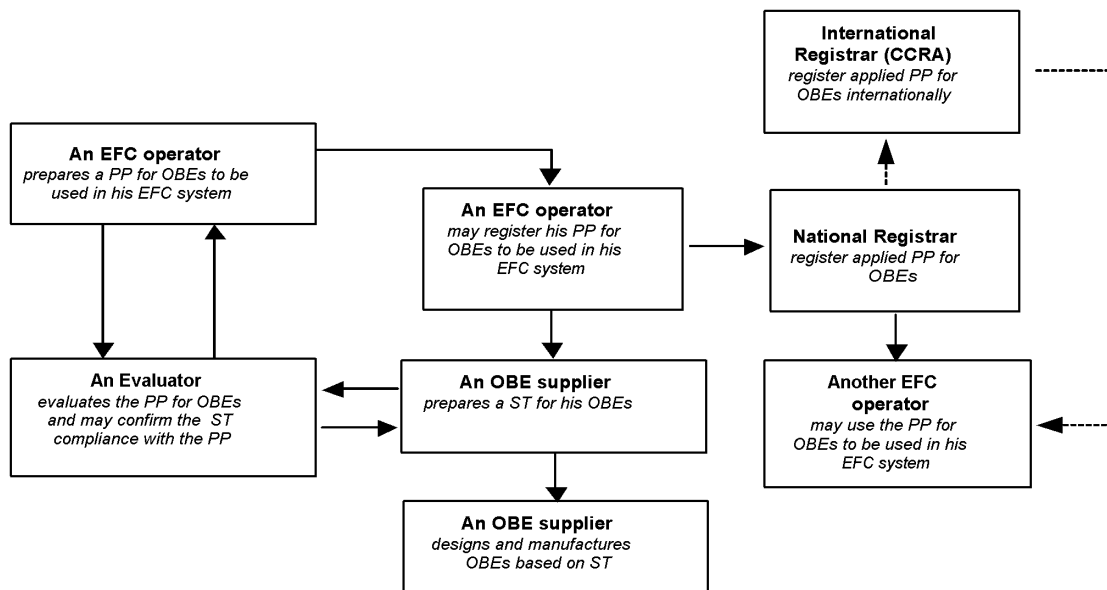 International
Registrar (CCRA)
register applied PP for
OBEs internationally
An EFC operator
prepares a PP for OBEs to be
used in his EFC system
An EFC operator
may register his PP for
OBEs to be used in his
EFC system
National Registrar
register applied PP for
OBEs
An Evaluator
evaluates the PP for OBEs
and may confirm the ST
compliance with the PP
An OBE supplier
prepares a ST for his OBEs
Another EFC
operator
may use the PP for
OBEs to be used in his
EFC system
An OBE supplier
designs and manufactures
OBEs based on ST